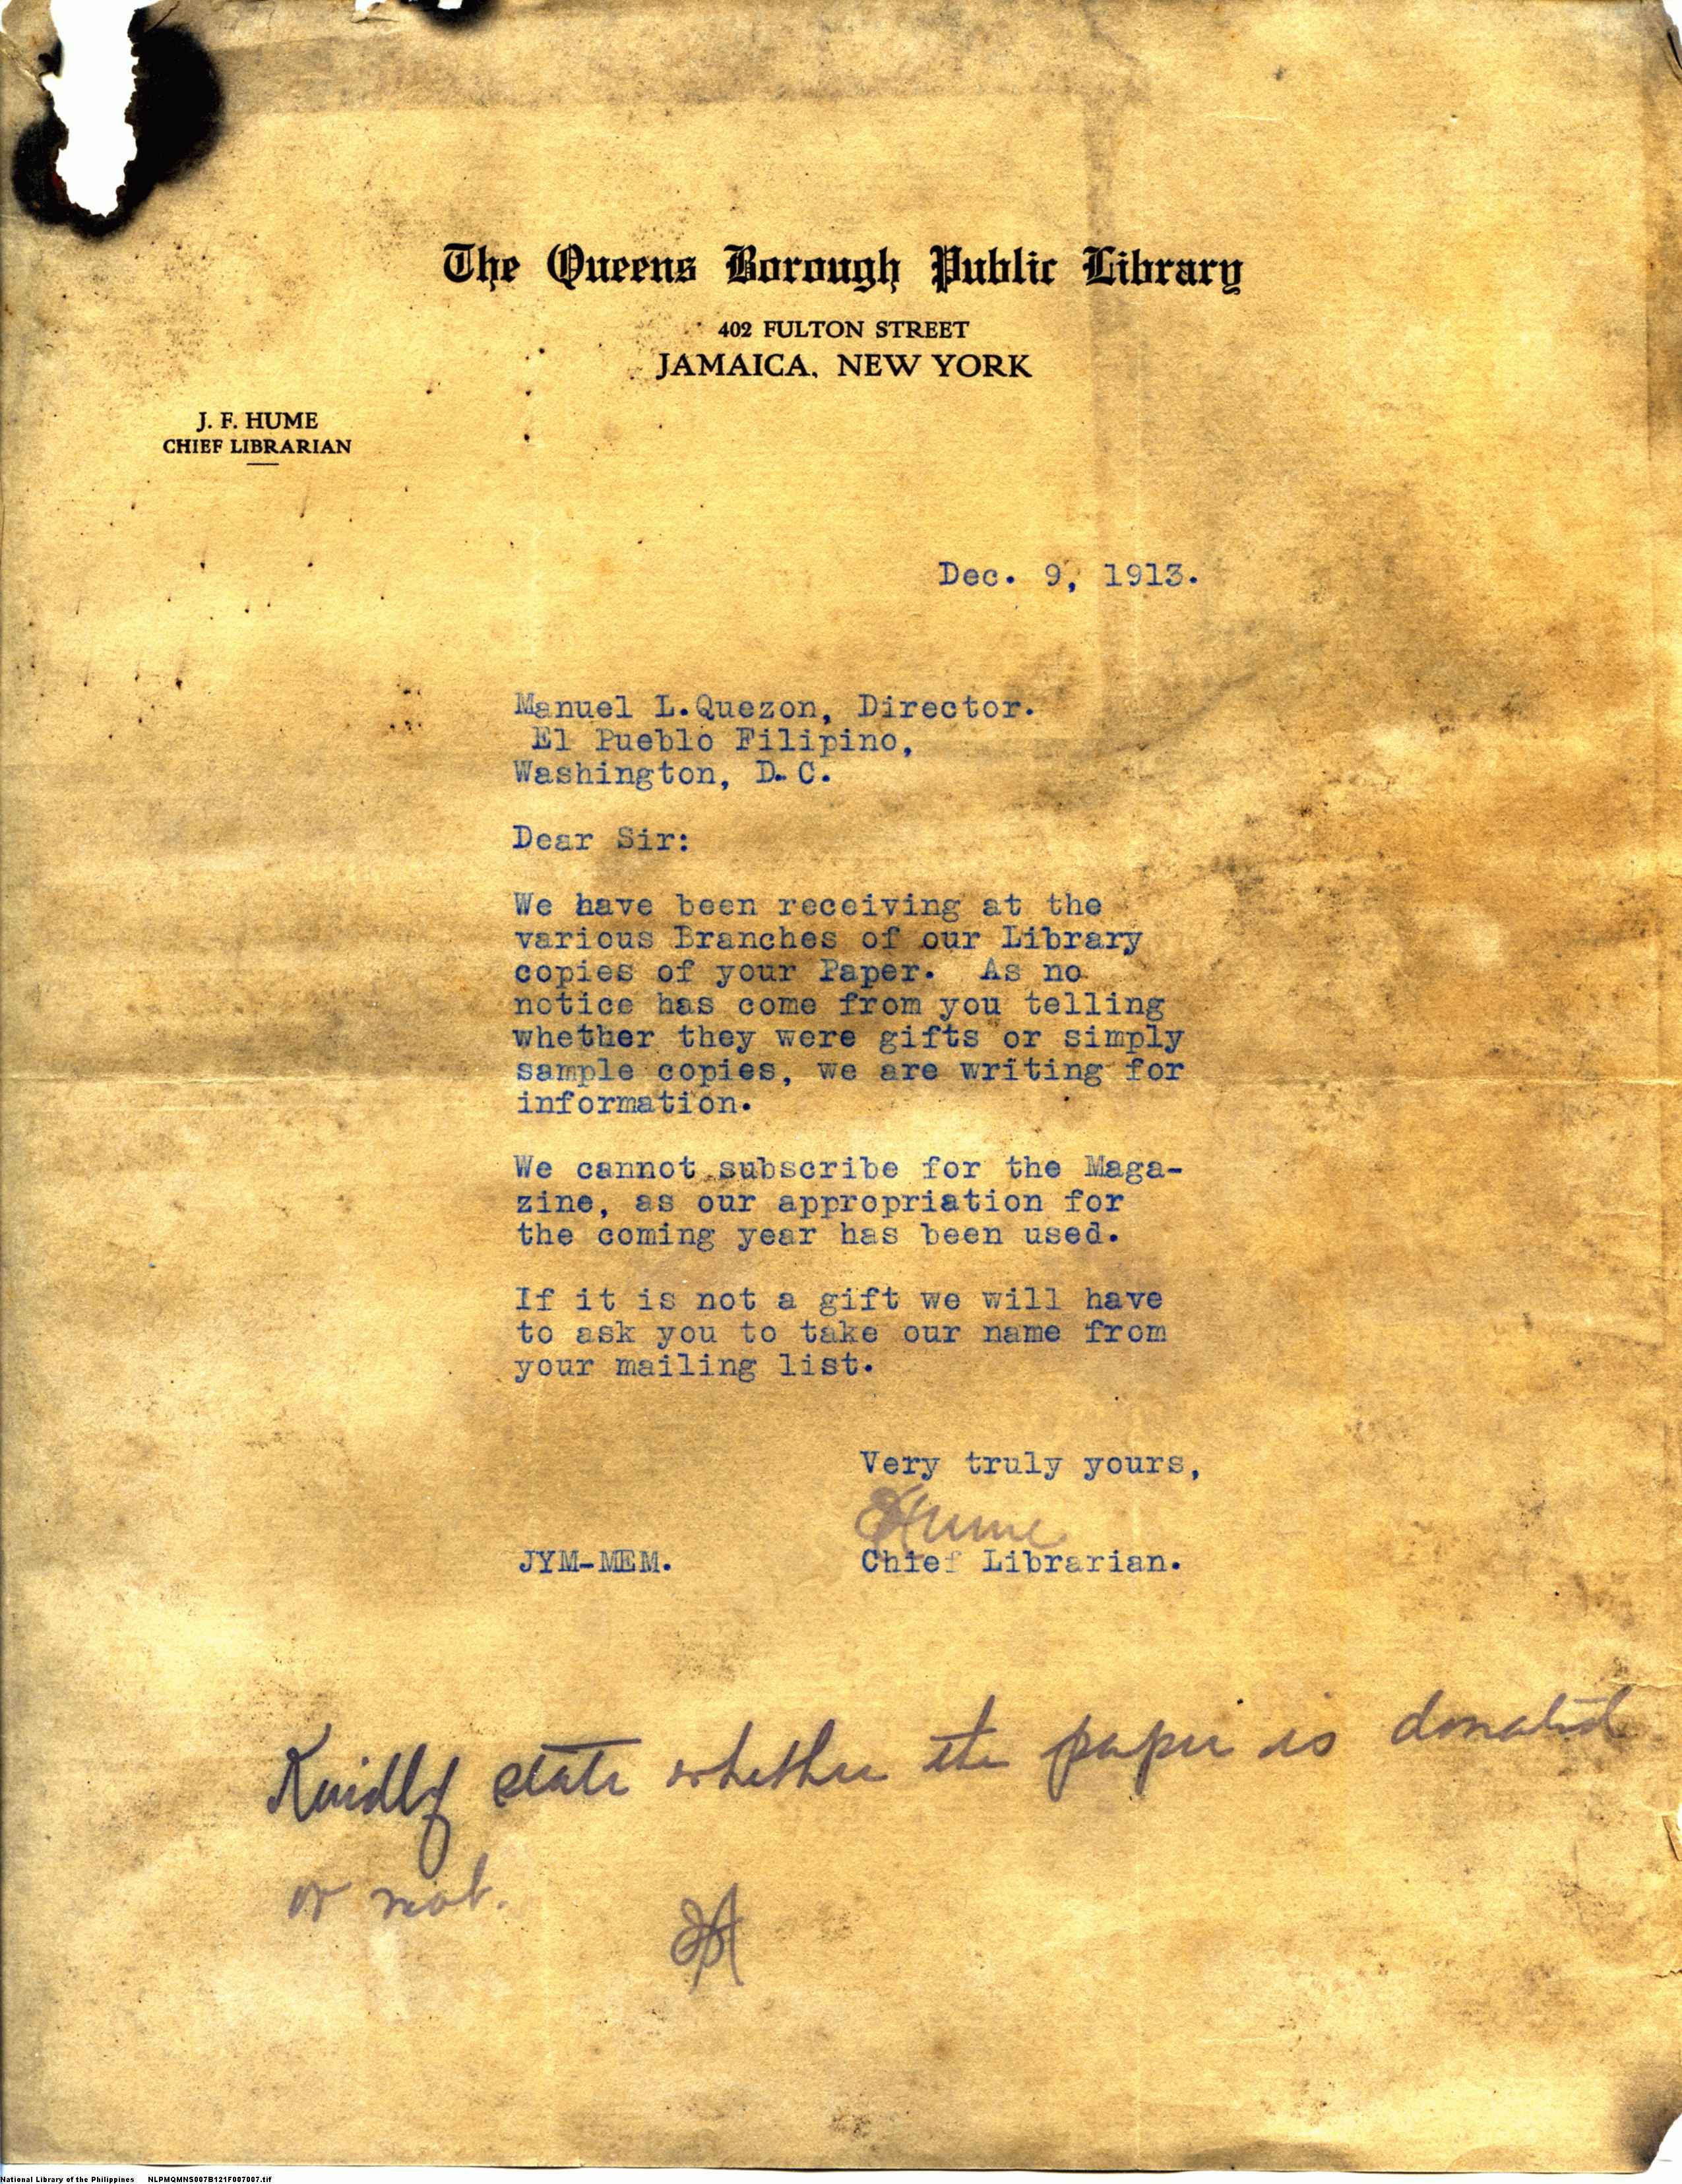 The Queens Borough Public Library
402 FULTON STREET
JAMAICA, NEW YORK
J. F. HUME
CHIEF LIBRARIAN
Dec. 9, 1913.
Manuel L.Quezon, Director.
El Pueblo Filipino,
Washington, D. C.
Dear Sir:
We have been receiving at the
various Branches of our Library
copies of your Paper. As no
notice has come from you telling
whether they were gifts or simply
sample copies, we are writing for
information.
We cannot subscribe for the Maga-
zine, as our appropriation for
the coming year has been used.
If it is not a gift we will have
to ask you to take our name from
your mailing list.
Very truly yours,
Hume
JYM-MEM. Chief Librarian.
Kindly state whether the paper is donated
or not.
National Library of the Philippines NLPMQMNS007B121F007007.tif